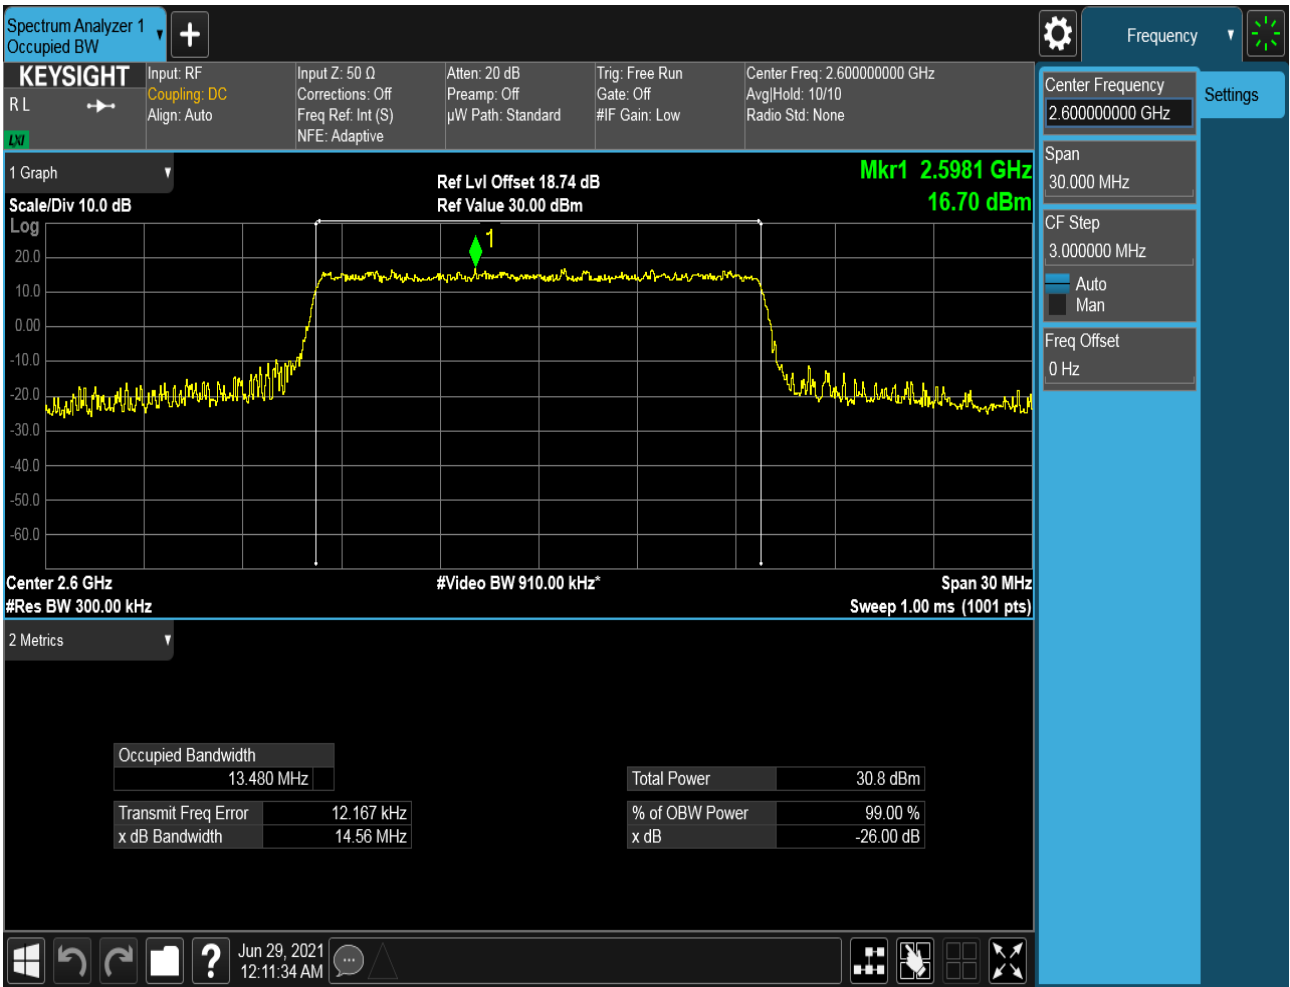 Spectrum Analyzer 1
Occupied BW
Frequency
KEYSIGHT
R L
LXI
Input: RF
Coupling: DC
Align: Auto
Input Z: 50 Ω
Corrections: Off
Freq Ref: Int (S)
NFE: Adaptive
Atten: 20 dB
Preamp: Off
µW Path: Standard
Trig: Free Run
Gate: Off
#IF Gain: Low
Center Freq: 2.600000000 GHz
Avg|Hold: 10/10
Radio Std: None
Center Frequency
2.600000000 GHz
Settings
Span
30.000 MHz
CF Step
3.000000 MHz
Auto
Man
Freq Offset
0 Hz
1 Graph
Scale/Div 10.0 dB
Ref Lvl Offset 18.74 dB
Ref Value 30.00 dBm
Mkr1 2.5981 GHz
16.70 dBm
Log
1
20.0
10.0
0.00
-10.0
-20.0
-30.0
-40.0
-50.0
-60.0
Center 2.6 GHz
#Video BW 910.00 kHz*
Span 30 MHz
#Res BW 300.00 kHz
Sweep 1.00 ms (1001 pts)
2 Metrics
Occupied Bandwidth
13.480 MHz
Total Power 30.8 dBm
Transmit Freq Error 12.167 kHz
% of OBW Power 99.00 %
x dB Bandwidth 14.56 MHz
x dB -26.00 dB
?
Jun 29, 2021
12:11:34 AM